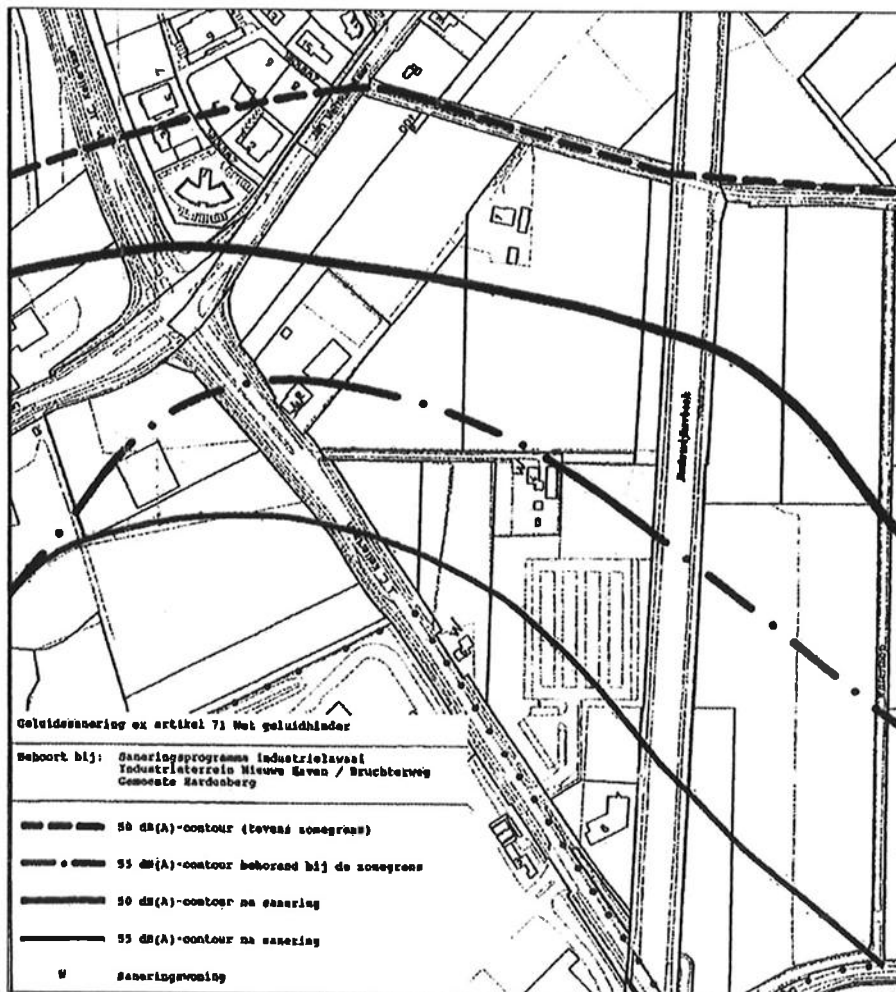 Jonkerswijkerbeek
Geluidssanering ex artikel 71 Wet geluidhinder
Behoort bij: Saneringsprogramma industrielawaai
Industrieterrein Nieuwe Haven / Bruchterweg
Gemeente Hardenberg
50 dB(A)-contour (tevens zonegrens)
55 dB(A)-contour behorend bij de zonegrens
50 dB(A)-contour na sanering
55 dB(A)-contour na sanering
W Saneringswoning